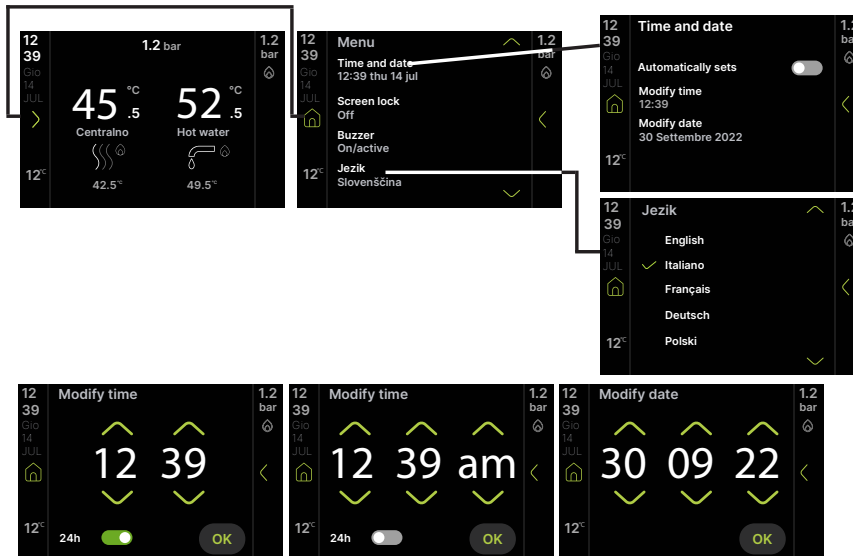 12
39
Gio
14
JUL
12°C
1.2 bar
45 °C .5
Centralno
42.5°C
52 °C .5
Hot water
49.5°C
1.2
bar
12
39
Gio
14
JUL
12°C
Menu
Time and date
12:39 thu 14 jul
Screen lock
Off
Buzzer
On/active
Jezik
Slovenščina
1.2
bar
12
39
Gio
14
JUL
12°C
Time and date
Automatically sets
Modify time
12:39
Modify date
30 Settembre 2022
1.2
ba
12
39
Gio
14
JUL
12°C
Jezik
English
Italiano
Français
Deutsch
Polski
1.2
ba
12
39
Gio
14
JUL
12°C
Modify time
12 39
24h
OK
1.2
bar
12
39
Gio
14
JUL
12°C
Modify time
12 39 am
24h
OK
1.2
bar
12
39
Gio
14
JUL
12°C
Modify date
30 09 22
OK
1.2
bar